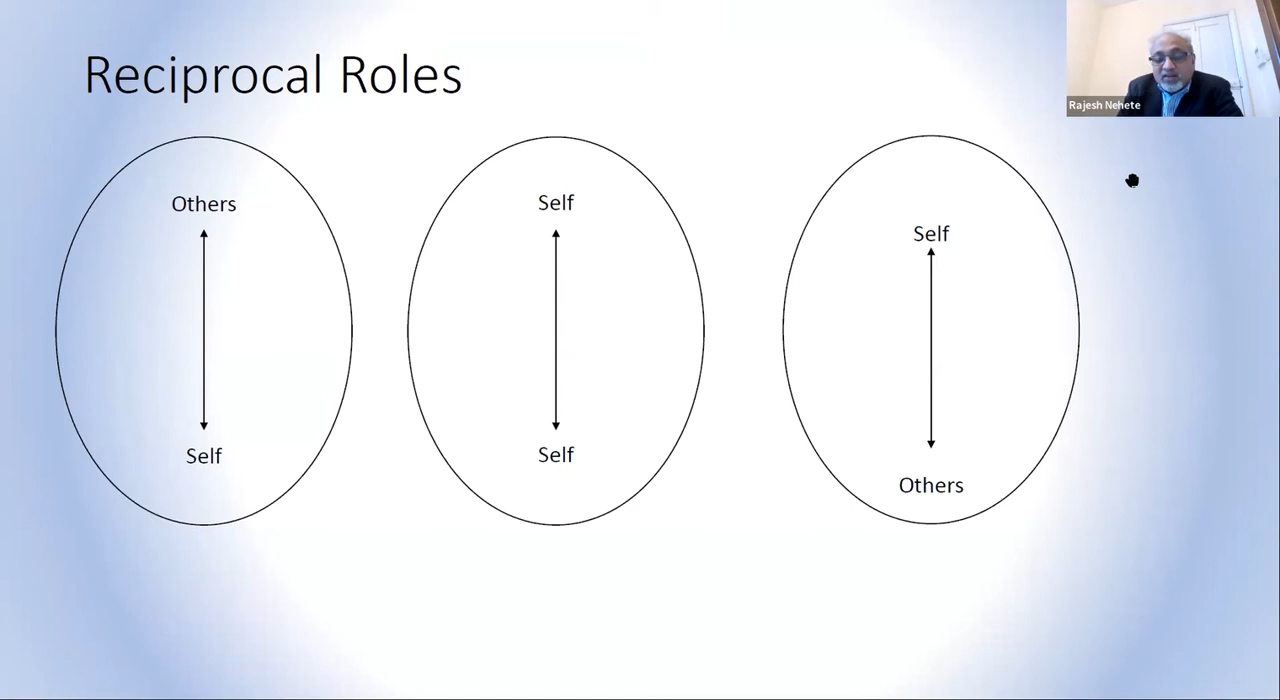 Reciprocal Roles
Rajesh Nehete
Others
Self
Self
Self
Self
Others